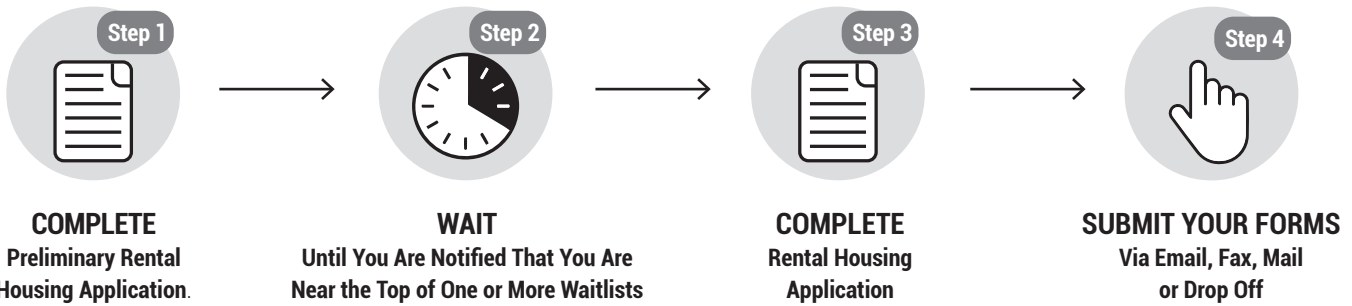 Step 1
COMPLETE
Preliminary Rental
Housing Application.
Step 2
WAIT
Until You Are Notified That You Are
Near the Top of One or More Waitlists
Step 3
COMPLETE
Rental Housing
Application
Step 4
SUBMIT YOUR FORMS
Via Email, Fax, Mail
or Drop Off